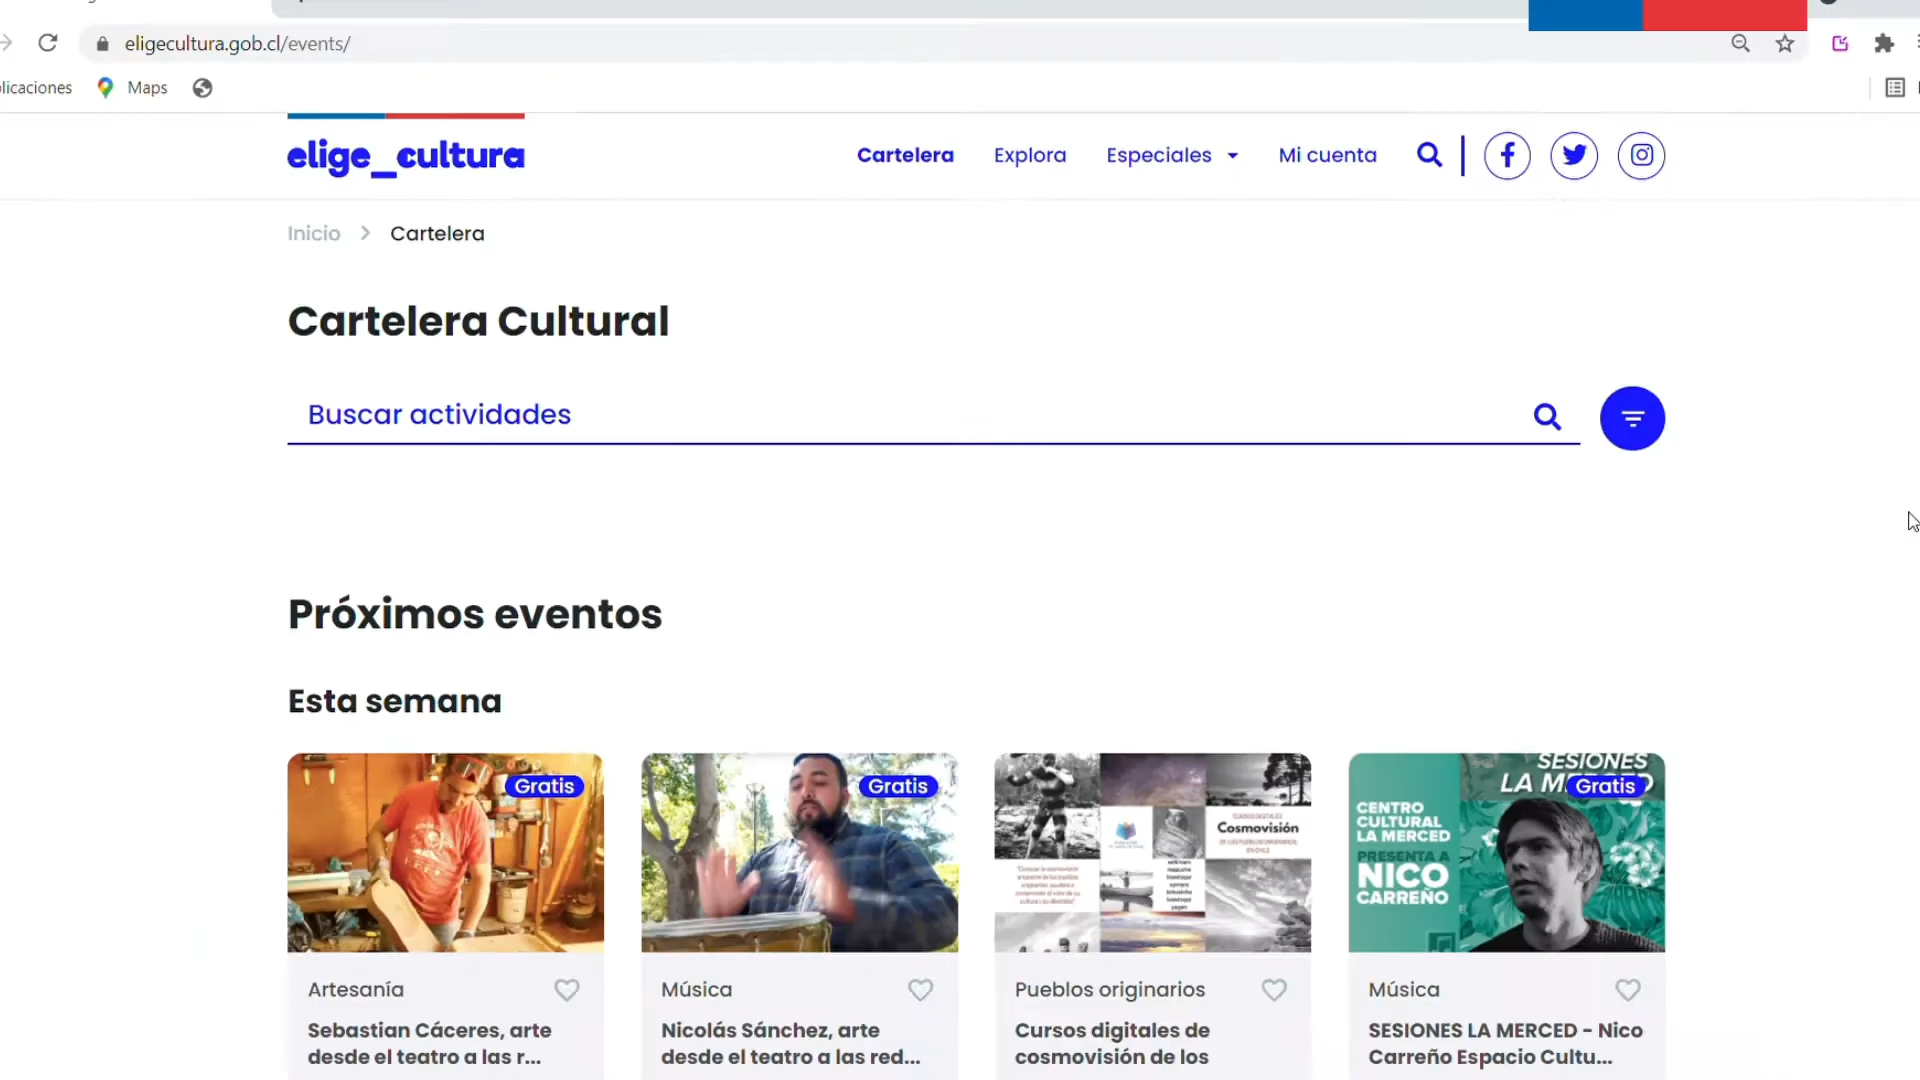 eligecultura.gob.cl/events/
licaciones
Maps
elige_cultura
Cartelera
Explora
Especiales
Mi cuenta
Inicio
Cartelera
Cartelera Cultural
Buscar actividades
Próximos eventos
Esta semana
Gratis
Gratis
Cosmovisión
SESIONES
LA M
Gratis
CENTRO
CULTURAL
LA MERCED
PRESENTA A
NICO
CARREÑO
Artesanía
Música
Pueblos originarios
Música
Sebastian Cáceres, arte
desde el teatro a las r...
Nicolás Sánchez, arte
desde el teatro a las red...
Cursos digitales de
cosmovisión de los
SESIONES LA MERCED - Nico
Carreño Espacio Cultu...